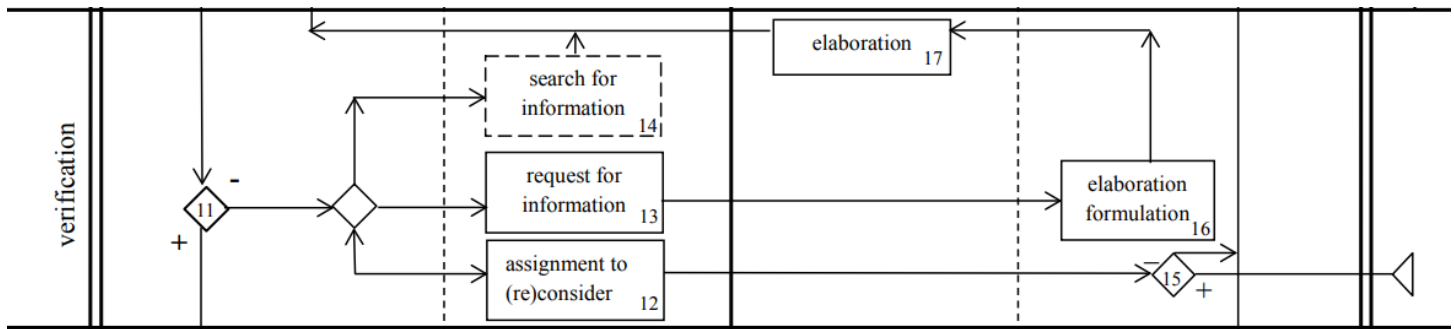 elaboration
17
search for
information
14
verification
11
-
+
request for
information
13
elaboration
formulation
16
assignment to
(re)consider
12
–
15
+